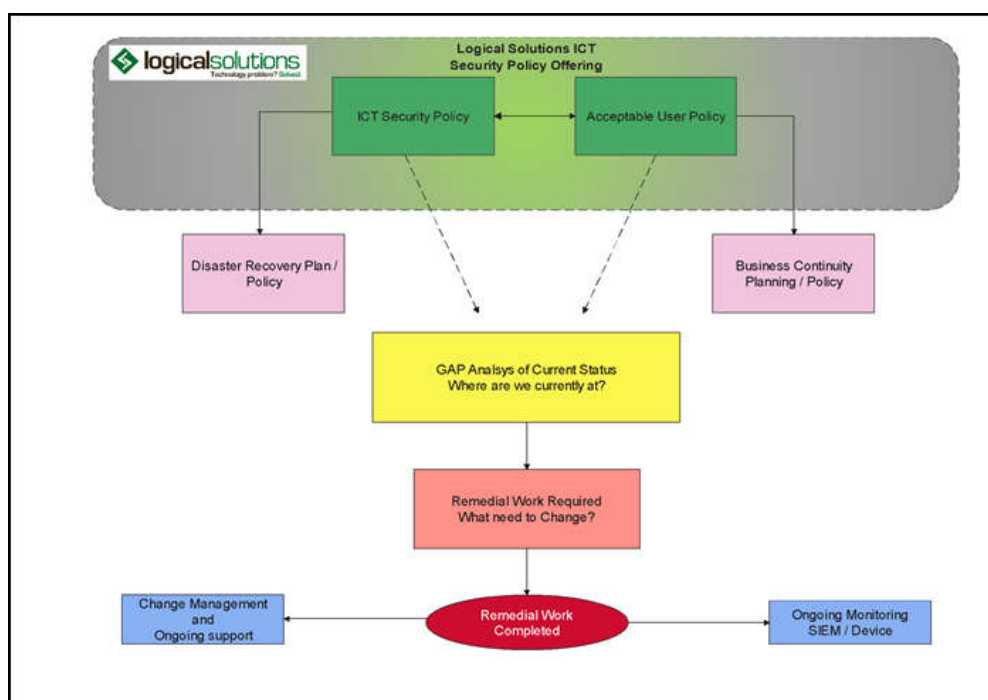 logicalsolutions
Technology problem? Solved.
Logical Solutions ICT
Security Policy Offering
ICT Security Policy
Acceptable User Policy
Disaster Recovery Plan /
Policy
Business Continuity
Planning / Policy
GAP Analsys of Current Status
Where are we currently at?
Remedial Work Required
What need to Change?
Change Management
and
Ongoing support
Remedial Work
Completed
Ongoing Monitoring
SIEM / Device